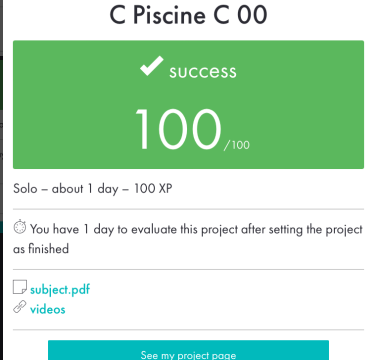 C Piscine C 00
success
100/100
Solo – about 1 day – 100 XP
You have 1 day to evaluate this project after setting the project
as finished
subject.pdf
videos
See my project page